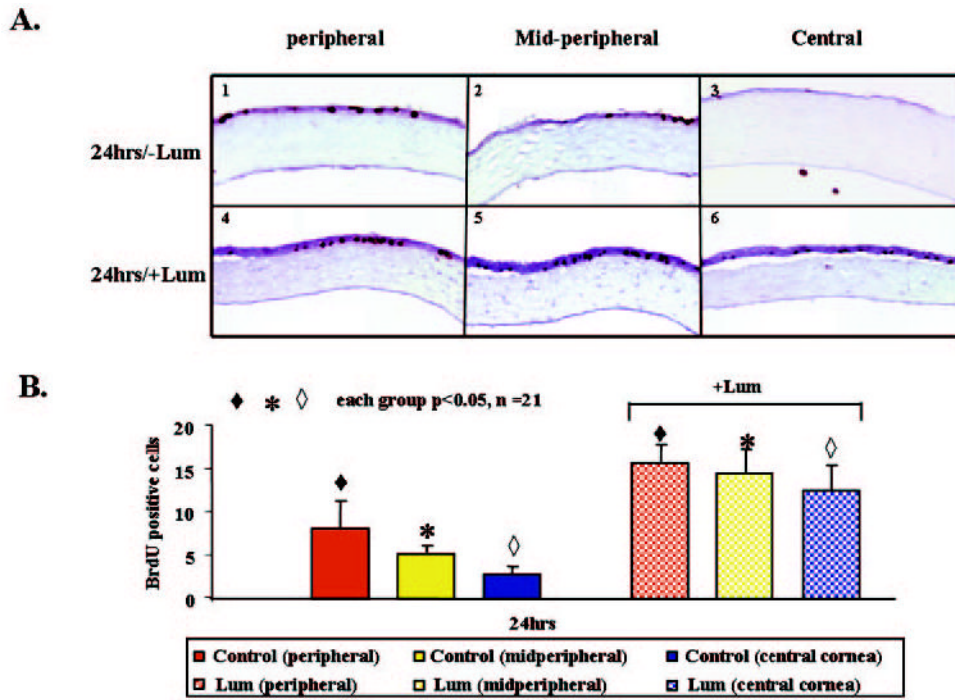 A.
peripheral Mid-peripheral Central
1 2 3
24hrs/-Lum
4 5 6
24hrs/+Lum
B.
♦ * ◊ each group p<0.05, n =21
+Lum
20
15
10
5
0
BrdU positive cells
♦ * ◊ ♦ * ◊
24hrs
Control (peripheral) Control (midperipheral) Control (central cornea)
Lum (peripheral) Lum (midperipheral) Lum (central cornea)